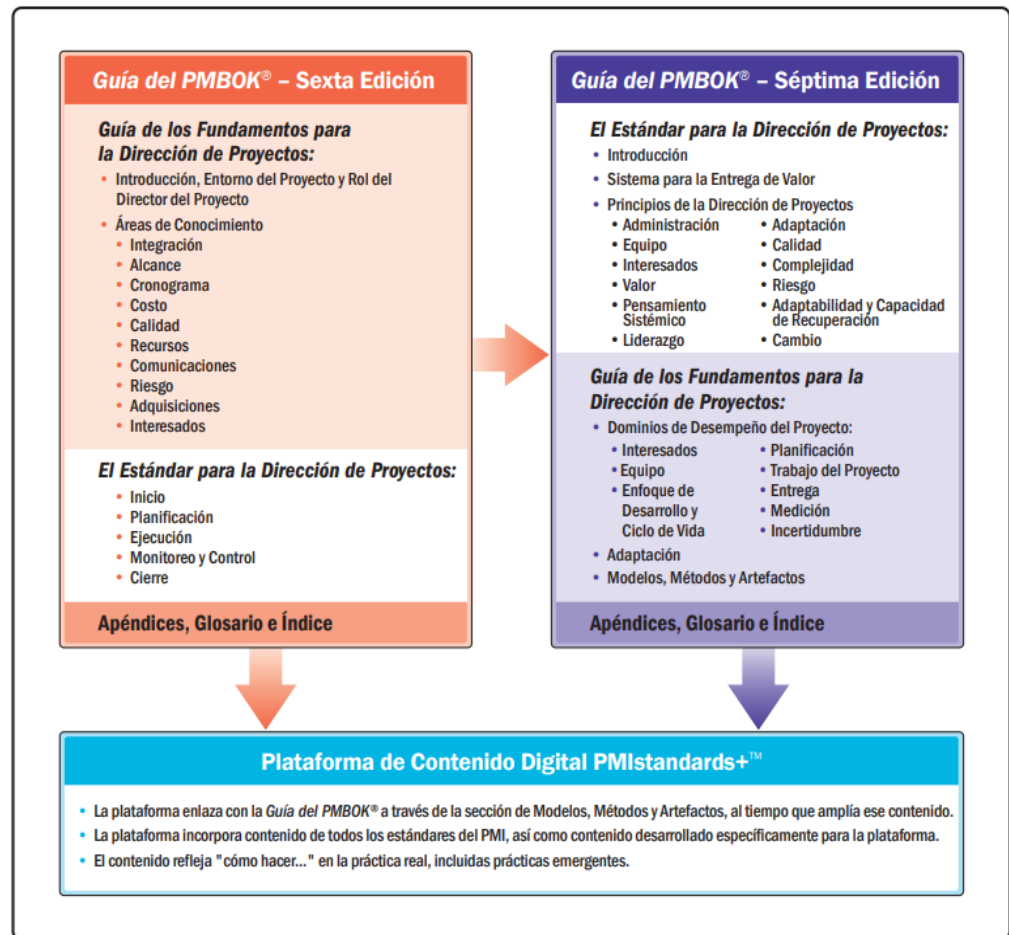 Guía del PMBOK® – Sexta Edición
Guía de los Fundamentos para
la Dirección de Proyectos:
• Introducción, Entorno del Proyecto y Rol del
Director del Proyecto
• Áreas de Conocimiento
• Integración
• Alcance
• Cronograma
• Costo
• Calidad
• Recursos
• Comunicaciones
• Riesgo
• Adquisiciones
• Interesados
El Estándar para la Dirección de Proyectos:
• Inicio
• Planificación
• Ejecución
• Monitoreo y Control
• Cierre
Apéndices, Glosario e Índice
Guía del PMBOK® – Séptima Edición
El Estándar para la Dirección de Proyectos:
• Introducción
• Sistema para la Entrega de Valor
• Principios de la Dirección de Proyectos
• Administración
• Equipo
• Interesados
• Valor
• Pensamiento
Sistémico
• Liderazgo
• Adaptación
• Calidad
• Complejidad
• Riesgo
• Adaptabilidad y Capacidad
de Recuperación
• Cambio
Guía de los Fundamentos para la
Dirección de Proyectos:
• Dominios de Desempeño del Proyecto:
• Interesados
• Equipo
• Enfoque de
Desarrollo y
Ciclo de Vida
• Planificación
• Trabajo del Proyecto
• Entrega
• Medición
• Incertidumbre
• Adaptación
• Modelos, Métodos y Artefactos
Apéndices, Glosario e Índice
Plataforma de Contenido Digital PMIstandards+™
• La plataforma enlaza con la Guía del PMBOK® a través de la sección de Modelos, Métodos y Artefactos, al tiempo que amplía ese contenido.
• La plataforma incorpora contenido de todos los estándares del PMI, así como contenido desarrollado específicamente para la plataforma.
• El contenido refleja "cómo hacer..." en la práctica real, incluidas prácticas emergentes.